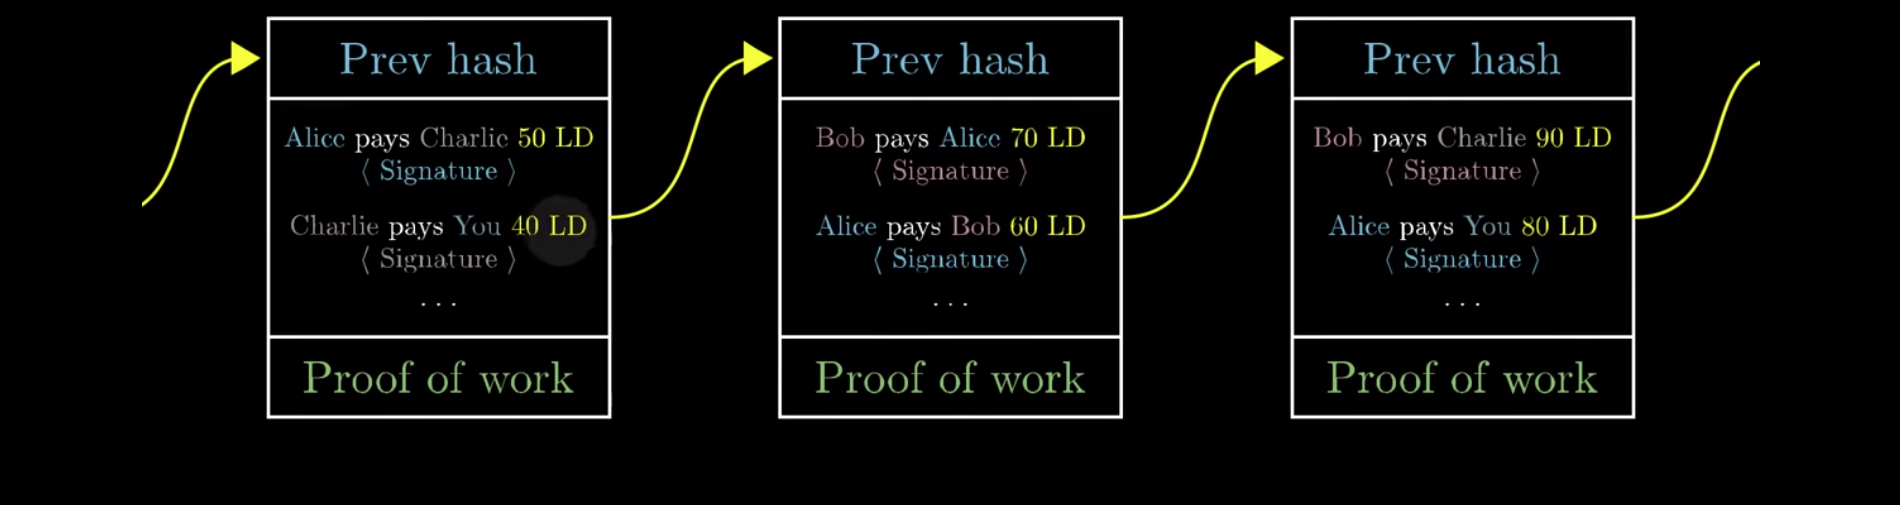 Prev hash
Alice pays Charlie 50 LD
⟨ Signature ⟩
Charlie pays You 40 LD
⟨ Signature ⟩
...
Proof of work
Prev hash
Bob pays Alice 70 LD
⟨ Signature ⟩
Alice pays Bob 60 LD
⟨ Signature ⟩
...
Proof of work
Prev hash
Bob pays Charlie 90 LD
⟨ Signature ⟩
Alice pays You 80 LD
⟨ Signature ⟩
...
Proof of work